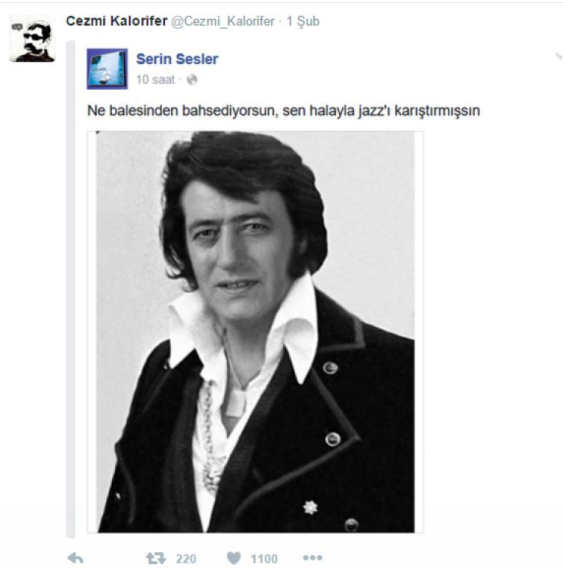 Cezmi Kalorifer @Cezmi_Kalorifer · 1 Şub
Serin Sesler
10 saat ·
Ne balesinden bahsediyorsun, sen halayla jazz'ı karıştırmışsın
220 1100